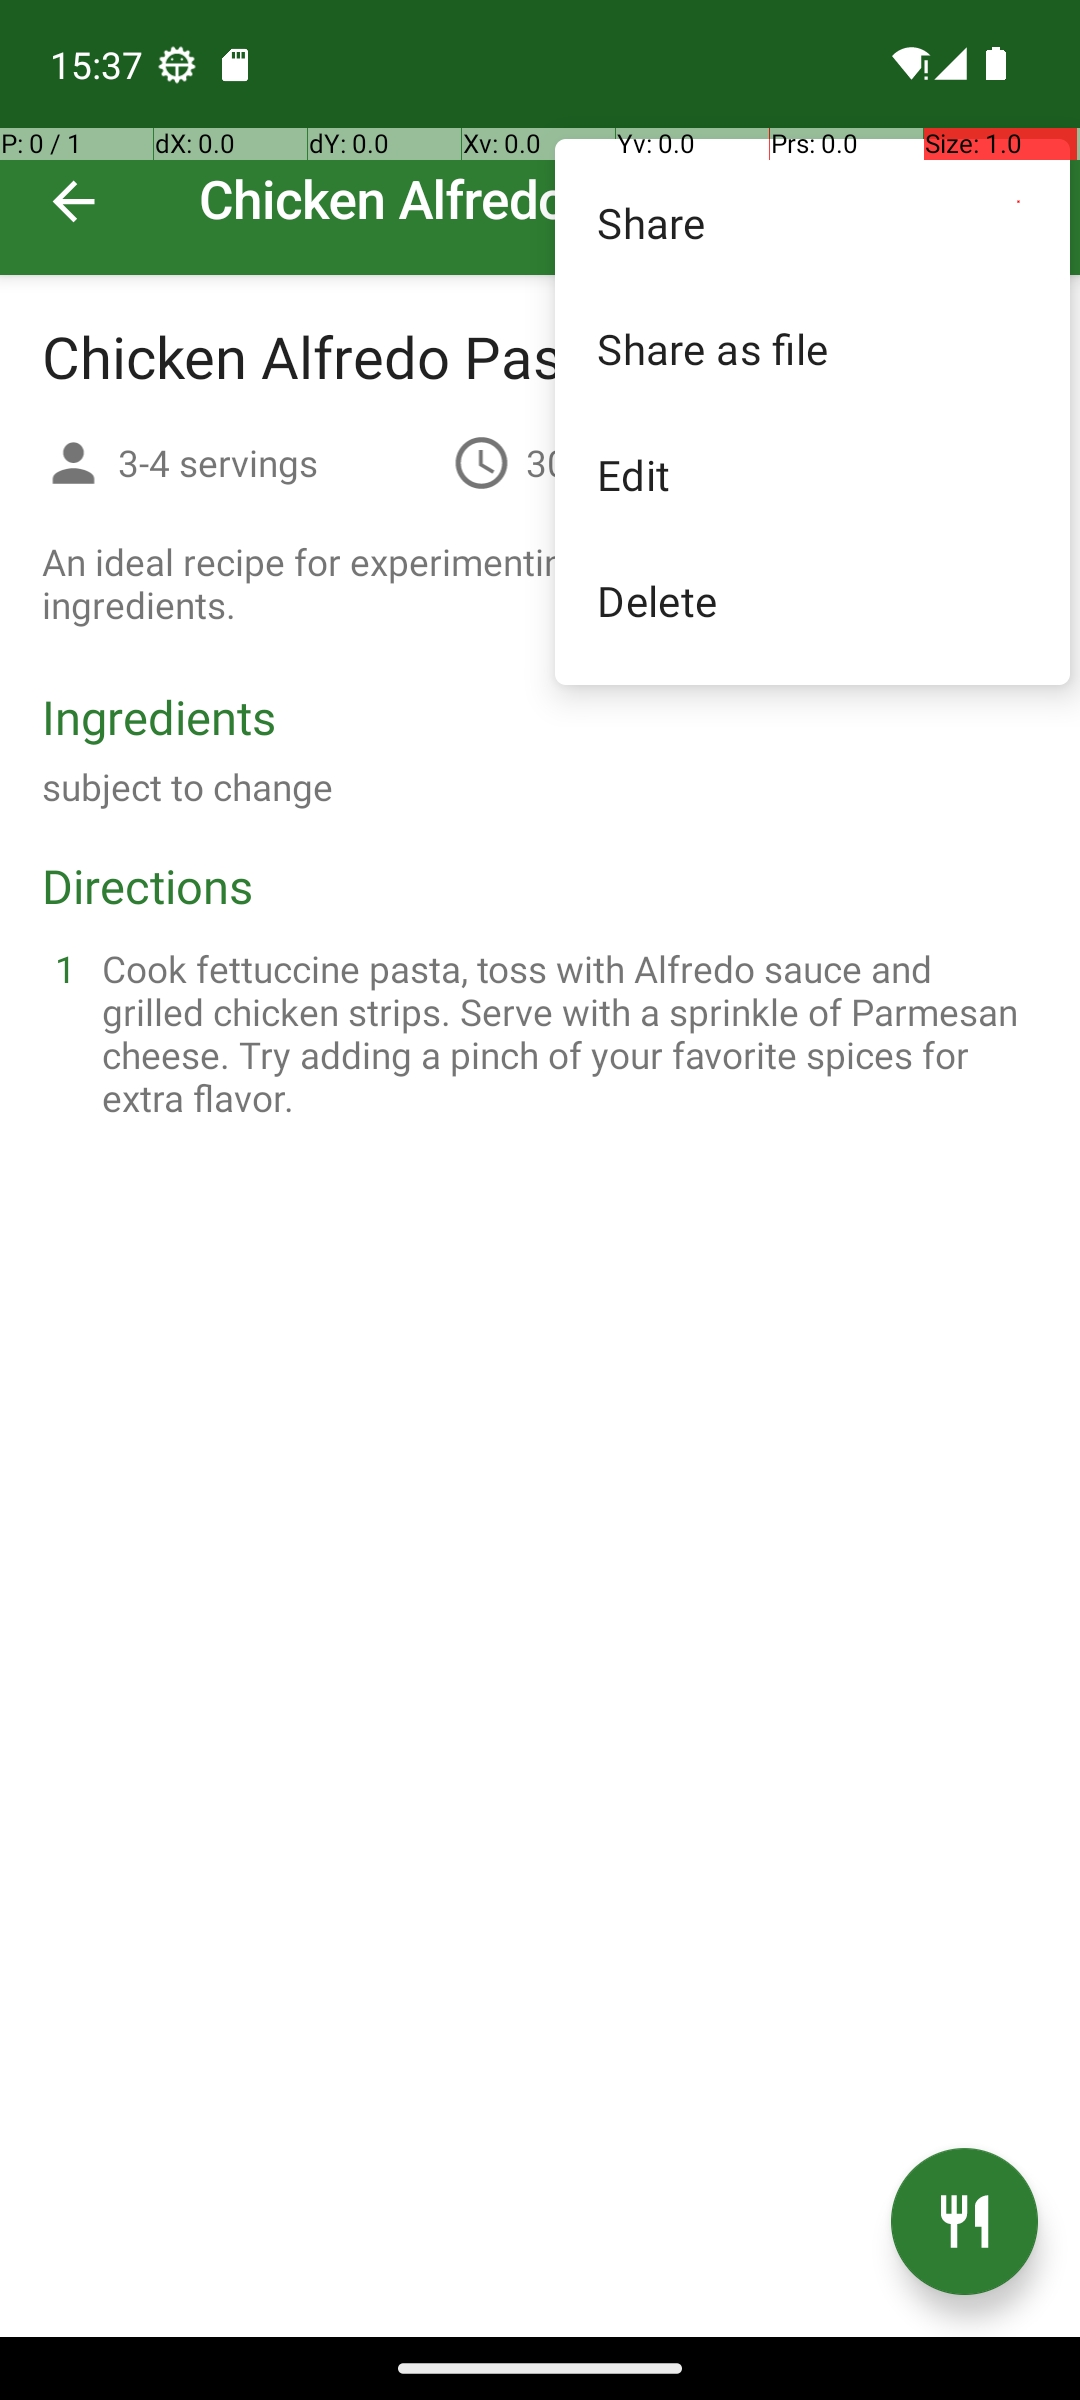 15:37
P: 0 / 1 dX: 0.0 dY: 0.0 Xv: 0.0 Yv: 0.0 Prs: 0.0 Size: 1.0
Chicken Alfredo
Share
Share as file
Edit
Delete
Chicken Alfredo
3-4 servings
An ideal recipe for
ingredients.
Ingredients
subject to change
Directions
1 Cook fettuccine pasta, toss with Alfredo sauce and
grilled chicken strips. Serve with a sprinkle of Parmesan
cheese. Try adding a pinch of your favorite spices for
extra flavor.